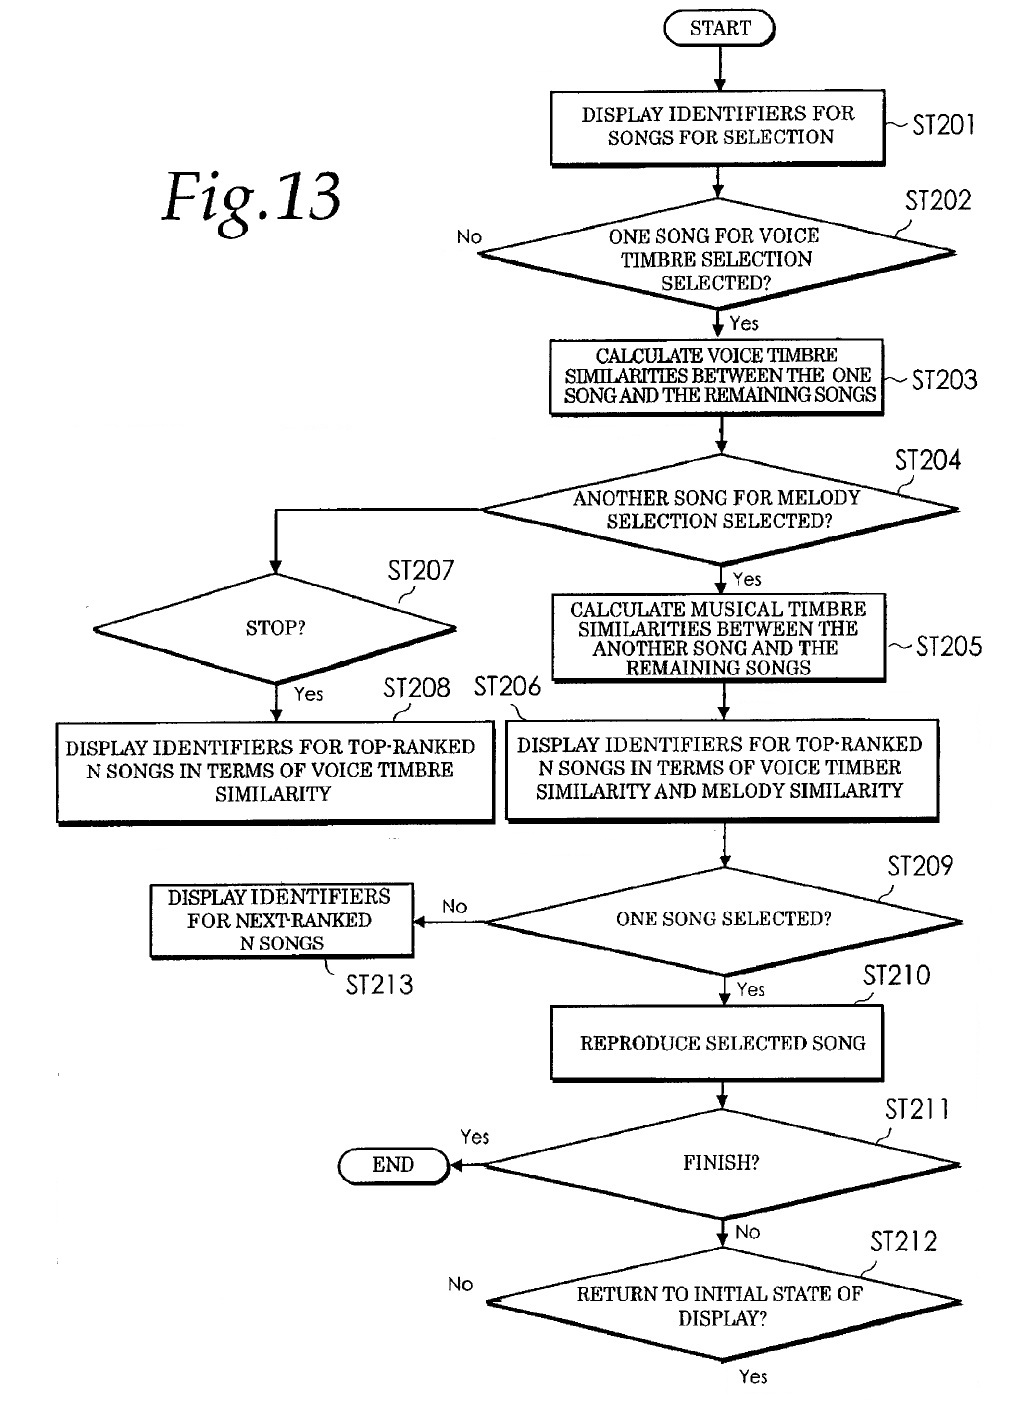 START
DISPLAY IDENTIFIERS FOR
SONGS FOR SELECTION
ST201
Fig.13
ST202
No
ONE SONG FOR VOICE
TIMBRE SELECTION
SELECTED?
Yes
CALCULATE VOICE TIMBRE
SIMILARITIES BETWEEN THE ONE
SONG AND THE REMAINING SONGS
ST203
ST204
ANOTHER SONG FOR MELODY
SELECTION SELECTED?
ST207
STOP?
Yes
Yes
CALCULATE MUSICAL TIMBRE
SIMILARITIES BETWEEN THE
ANOTHER SONG AND THE
REMAINING SONGS
ST205
ST208
ST206
DISPLAY IDENTIFIERS FOR TOP-RANKED
N SONGS IN TERMS OF VOICE TIMBRE
SIMILARITY
DISPLAY IDENTIFIERS FOR TOP-RANKED
N SONGS IN TERMS OF VOICE TIMBER
SIMILARITY AND MELODY SIMILARITY
ST209
DISPLAY IDENTIFIERS
FOR NEXT-RANKED
N SONGS
No
ONE SONG SELECTED?
ST213
Yes
ST210
REPRODUCE SELECTED SONG
ST211
Yes
END
FINISH?
No
ST212
No
RETURN TO INITIAL STATE OF
DISPLAY?
Yes